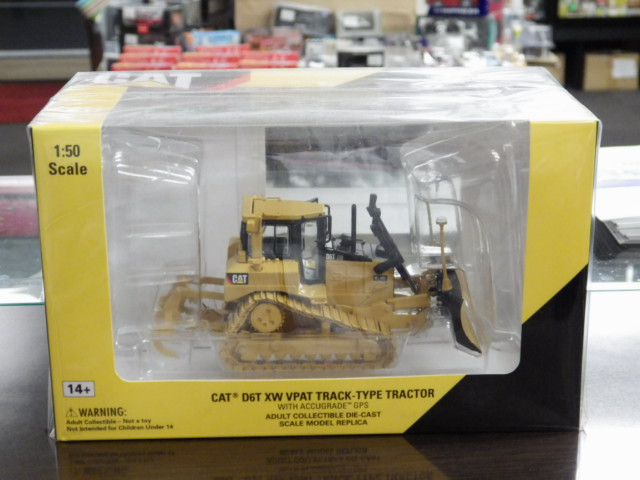 CAT
1:50
Scale
CAT
14+
CAT® D6T XW VPAT TRACK-TYPE TRACTOR
WITH ACCUGRADE™ GPS
ADULT COLLECTIBLE DIE-CAST
SCALE MODEL REPLICA
⚠WARNING:
Adult Collectible - Not a toy
Not Intended for Children Under 14